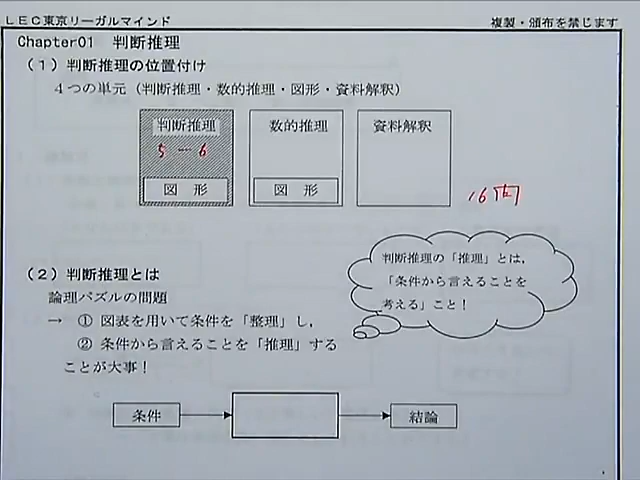 LEC東京リーガルマインド
複製・頒布を禁じます
Chapter01 判断推理
(1)判断推理の位置付け
4つの単元(判断推理・数的推理・図形・資料解釈)
判断推理
5 ー 6
図 形
数的推理
図 形
資料解釈
16問
(2)判断推理とは
論理パズルの問題
→ ① 図表を用いて条件を「整理」し,
② 条件から言えることを「推理」する
ことが大事!
判断推理の「推理」とは,
「条件から言えることを
考える」こと!
条件
結論